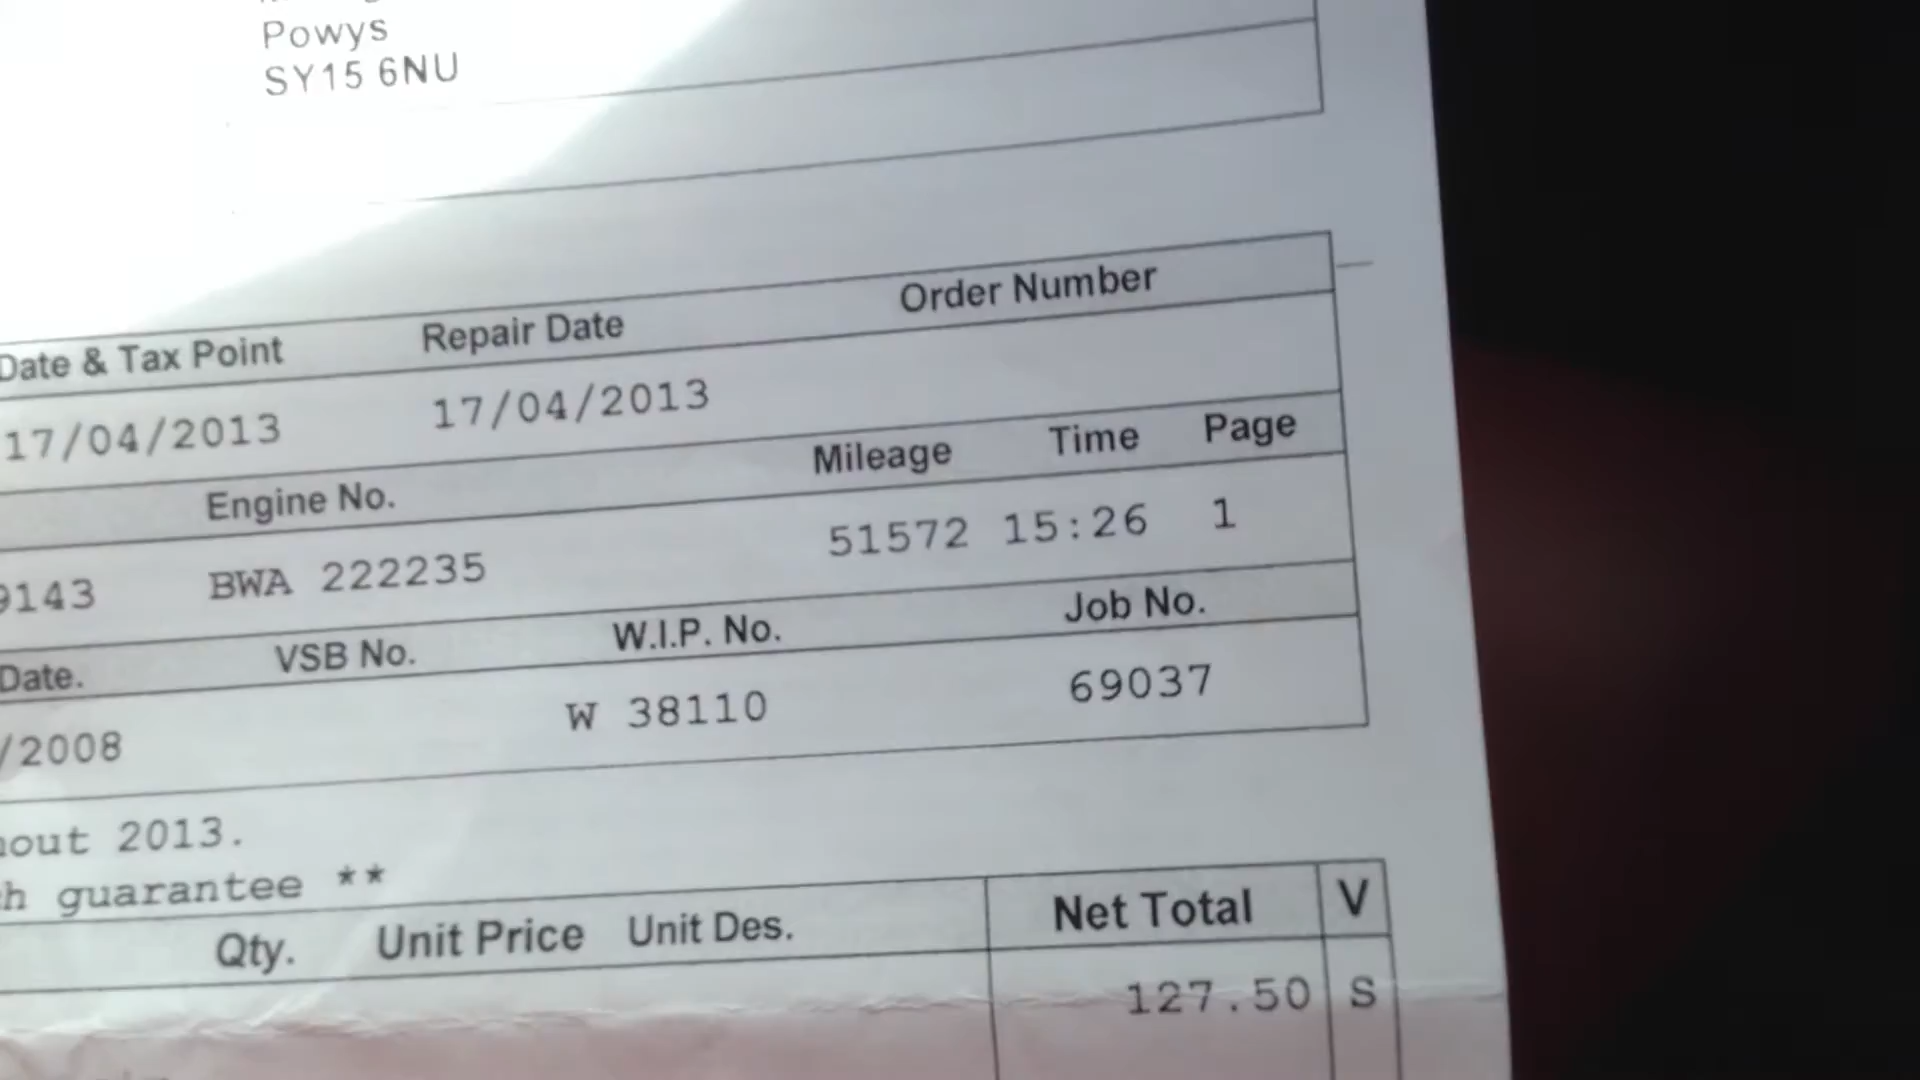 Powys
SY15 6NU
Date & Tax Point Repair Date Order Number
17/04/2013 17/04/2013
Engine No. Mileage Time Page
9143 BWA 222235 51572 15:26 1
Date. VSB No. W.I.P. No. Job No.
/2008 W 38110 69037
out 2013.
h guarantee **
Qty. Unit Price Unit Des. Net Total V
127.50 S